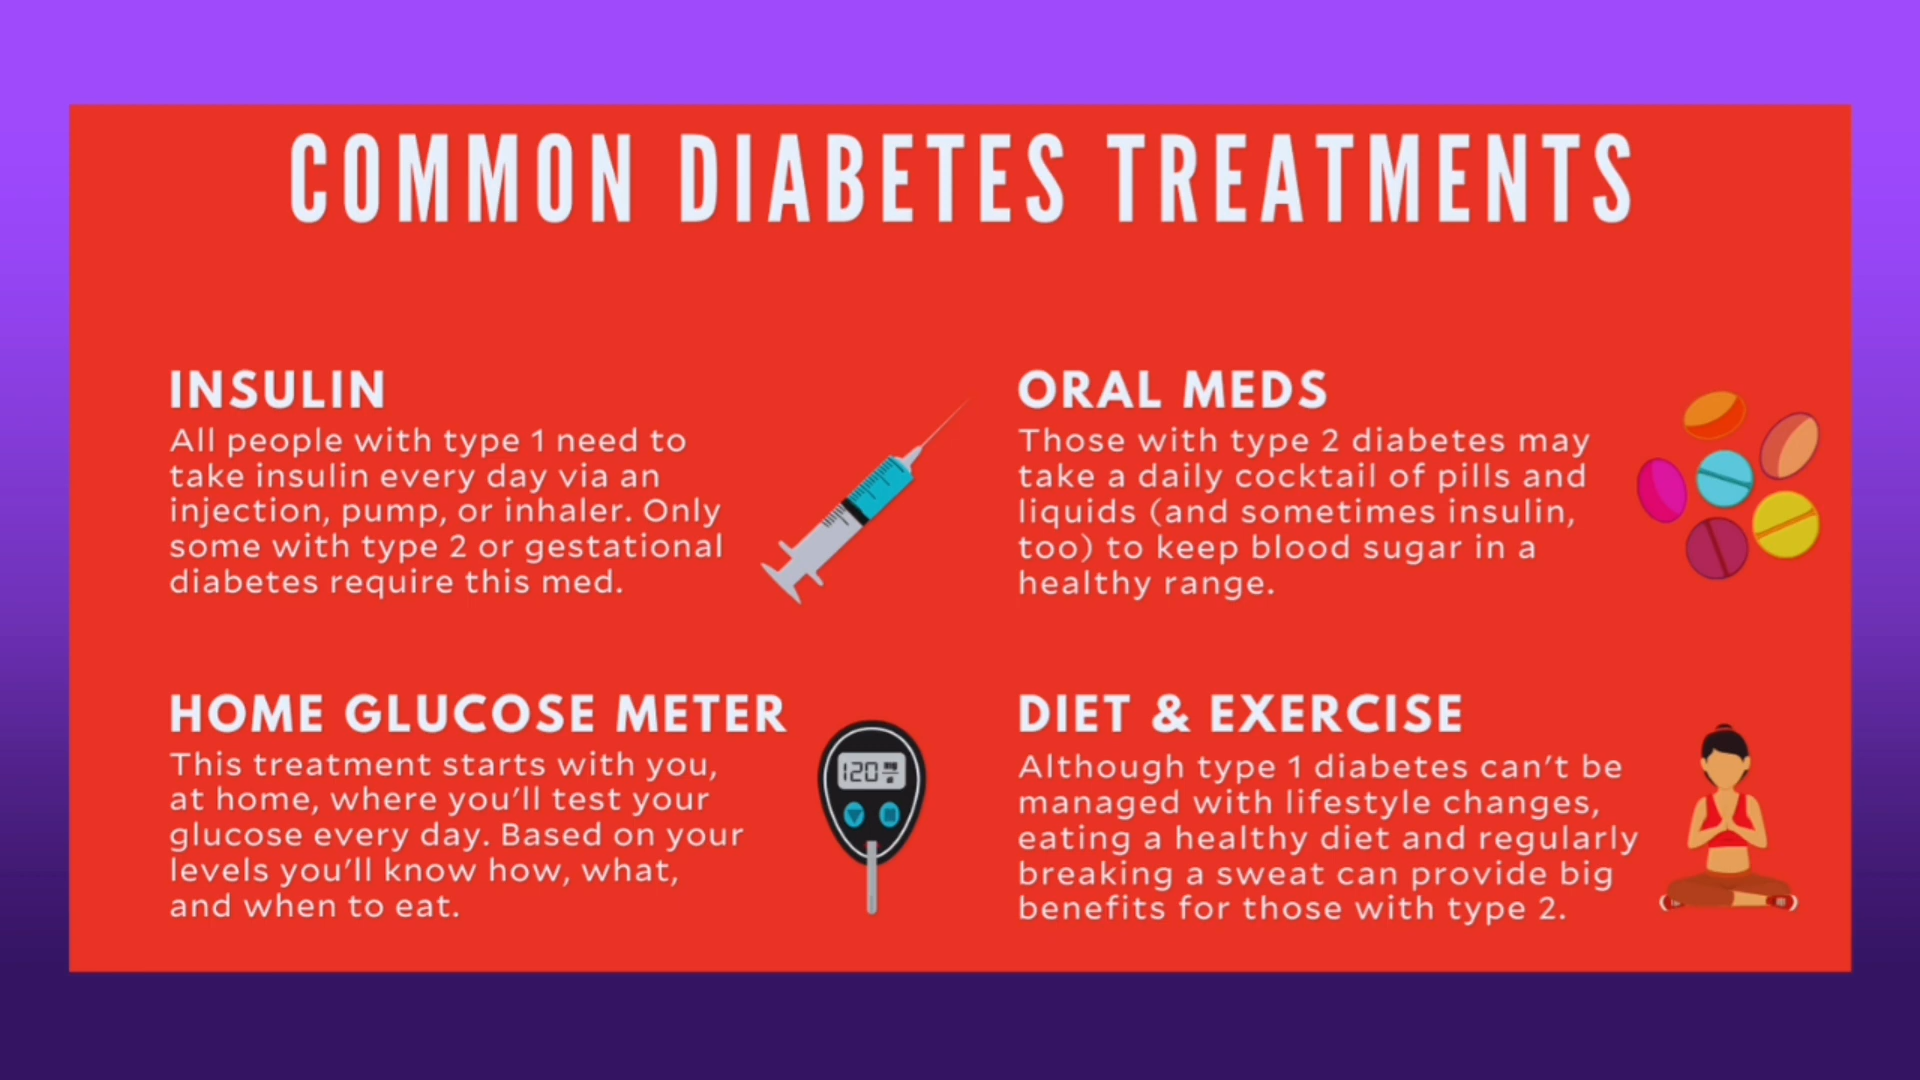 COMMON DIABETES TREATMENTS
INSULIN
All people with type 1 need to
take insulin every day via an
injection, pump, or inhaler. Only
some with type 2 or gestational
diabetes require this med.
ORAL MEDS
Those with type 2 diabetes may
take a daily cocktail of pills and
liquids (and sometimes insulin,
too) to keep blood sugar in a
healthy range.
HOME GLUCOSE METER
This treatment starts with you,
at home, where you'll test your
glucose every day. Based on your
levels you'll know how, what,
and when to eat.
120 mg/dl
DIET & EXERCISE
Although type 1 diabetes can't be
managed with lifestyle changes,
eating a healthy diet and regularly
breaking a sweat can provide big
benefits for those with type 2.